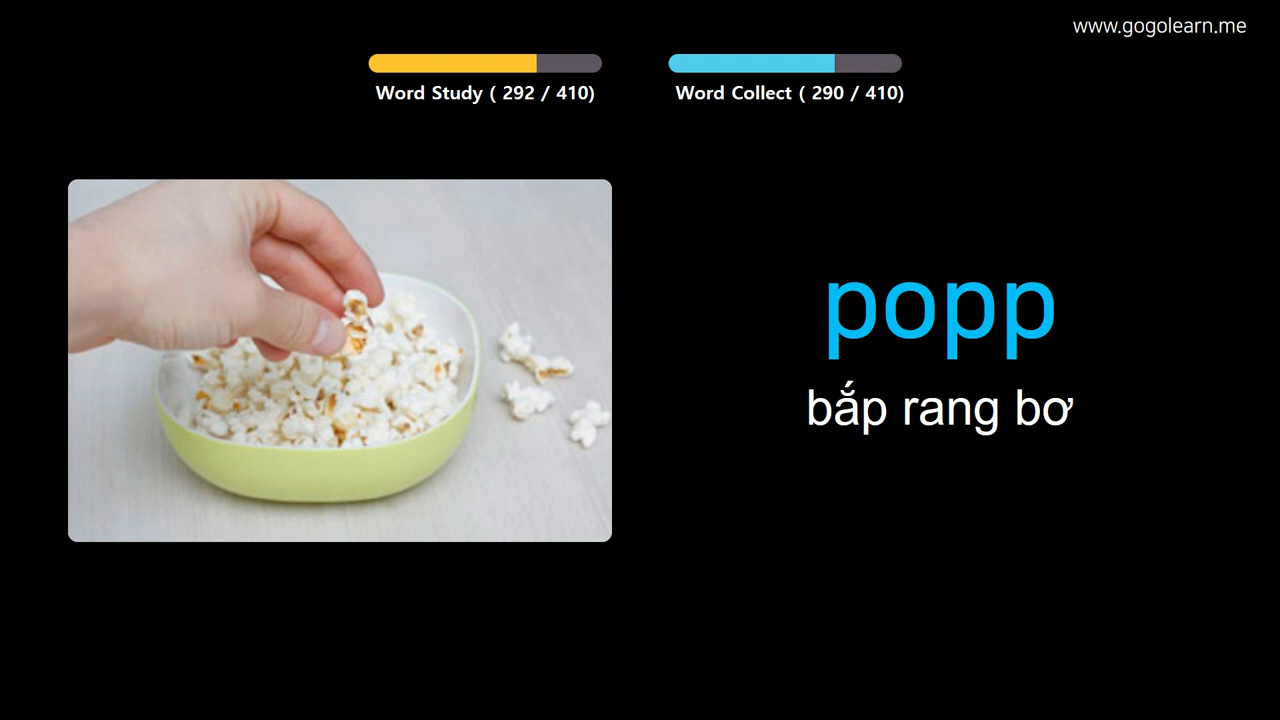 www.gogolearn.me
Word Study ( 292 / 410)
Word Collect ( 290 / 410)
popp
bắp rang bơ